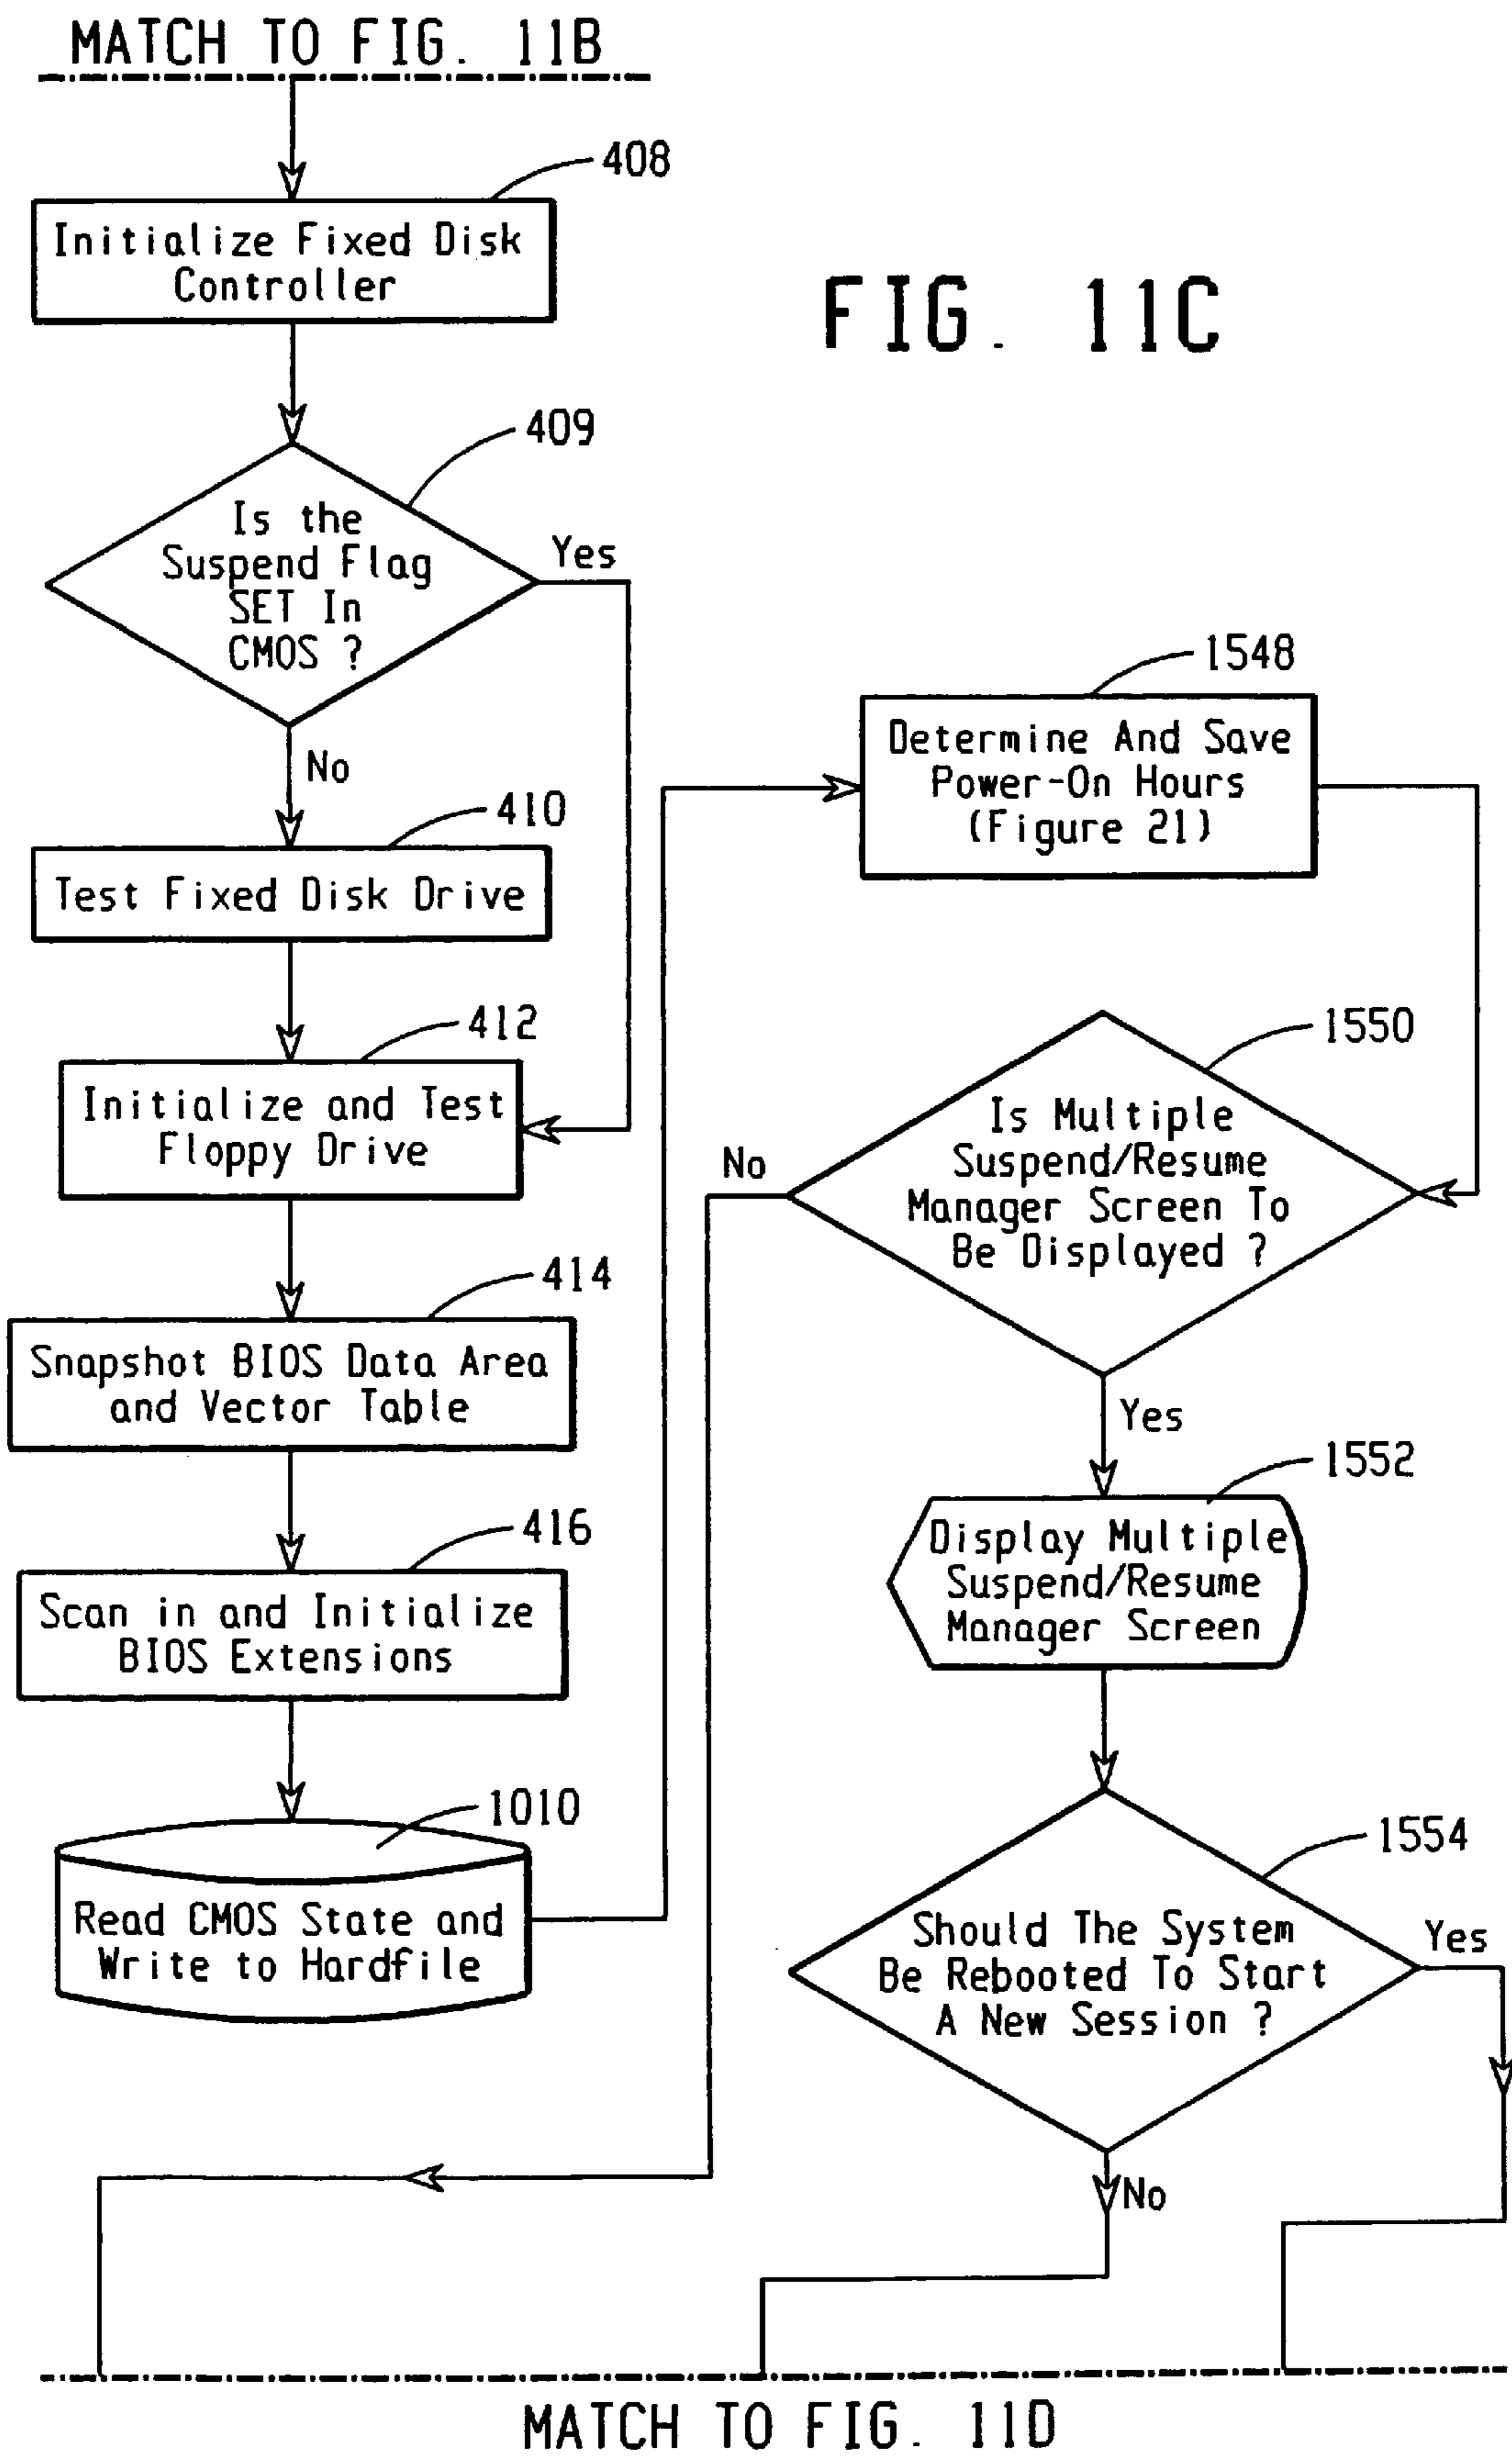 MATCH TO FIG. 11B
408
Initialize Fixed Disk
Controller
FIG. 11C
409
Is the
Suspend Flag
SET In
CMOS ?
Yes
No
410
Test Fixed Disk Drive
412
Initialize and Test
Floppy Drive
414
Snapshot BIOS Data Area
and Vector Table
416
Scan in and Initialize
BIOS Extensions
1010
Read CMOS State and
Write to Hardfile
1548
Determine And Save
Power-On Hours
(Figure 21)
1550
Is Multiple
Suspend/Resume
Manager Screen To
Be Displayed ?
No
Yes
1552
Display Multiple
Suspend/Resume
Manager Screen
1554
Should The System
Be Rebooted To Start
A New Session ?
Yes
No
MATCH TO FIG. 11D